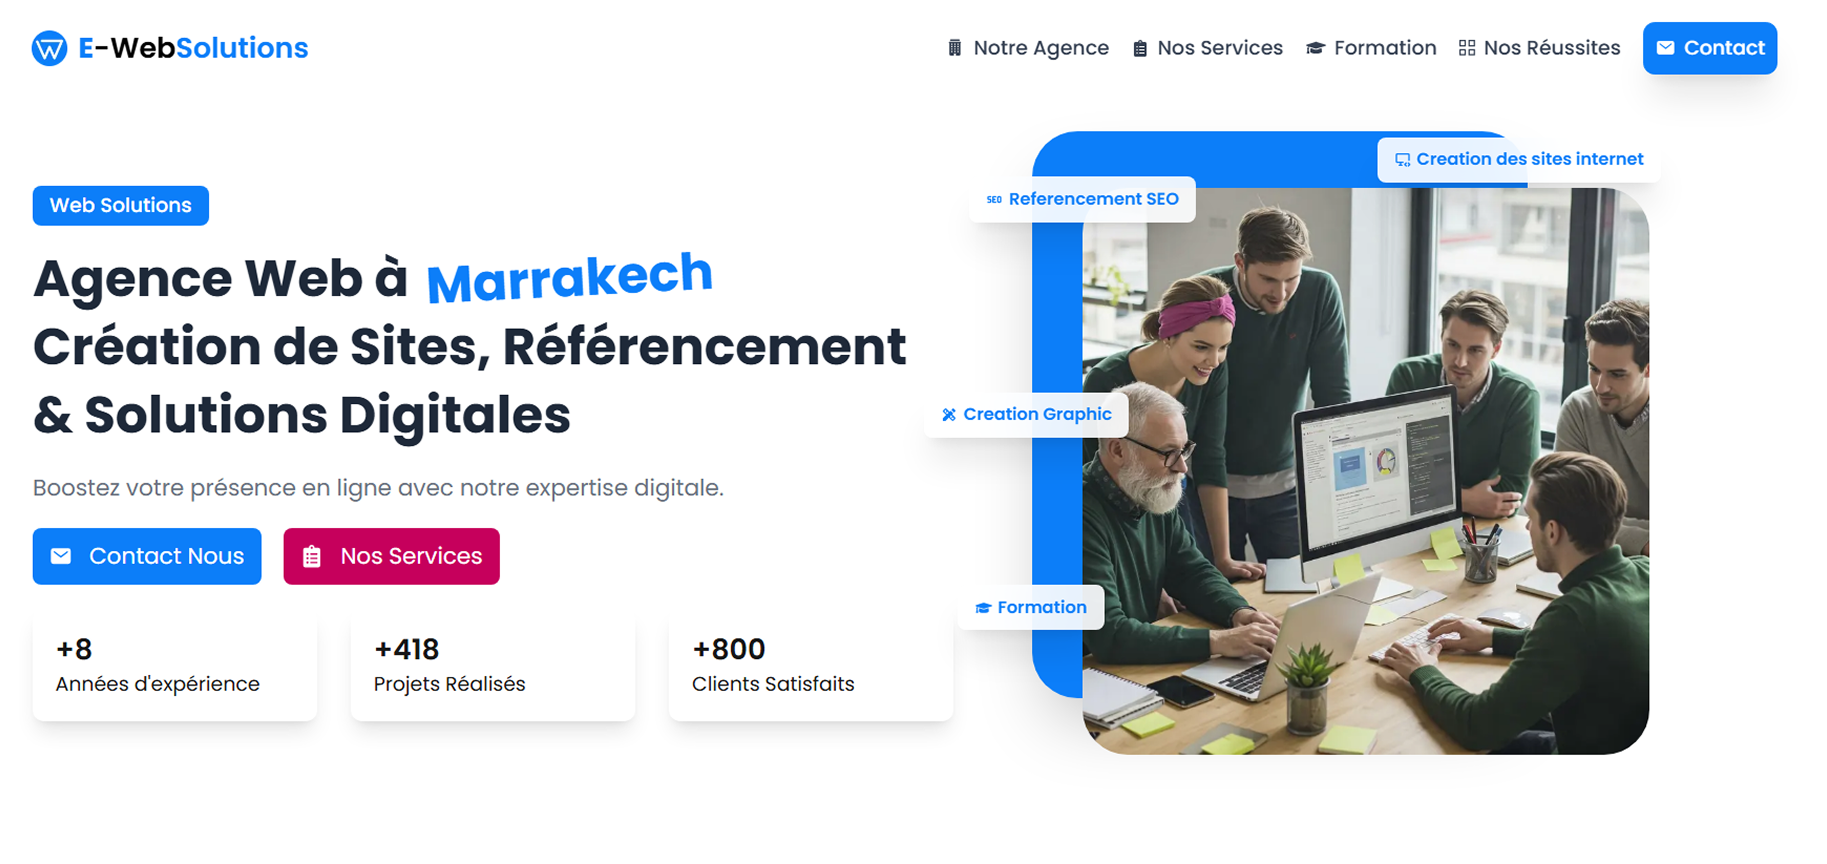 E-WebSolutions
Notre Agence
Nos Services
Formation
Nos Réussites
Contact
Creation des sites internet
SEO Referencement SEO
Web Solutions
Agence Web à Marrakech
Création de Sites, Référencement
& Solutions Digitales
Creation Graphic
Boostez votre présence en ligne avec notre expertise digitale.
Contact Nous
Nos Services
Formation
+8
Années d'expérience
+418
Projets Réalisés
+800
Clients Satisfaits